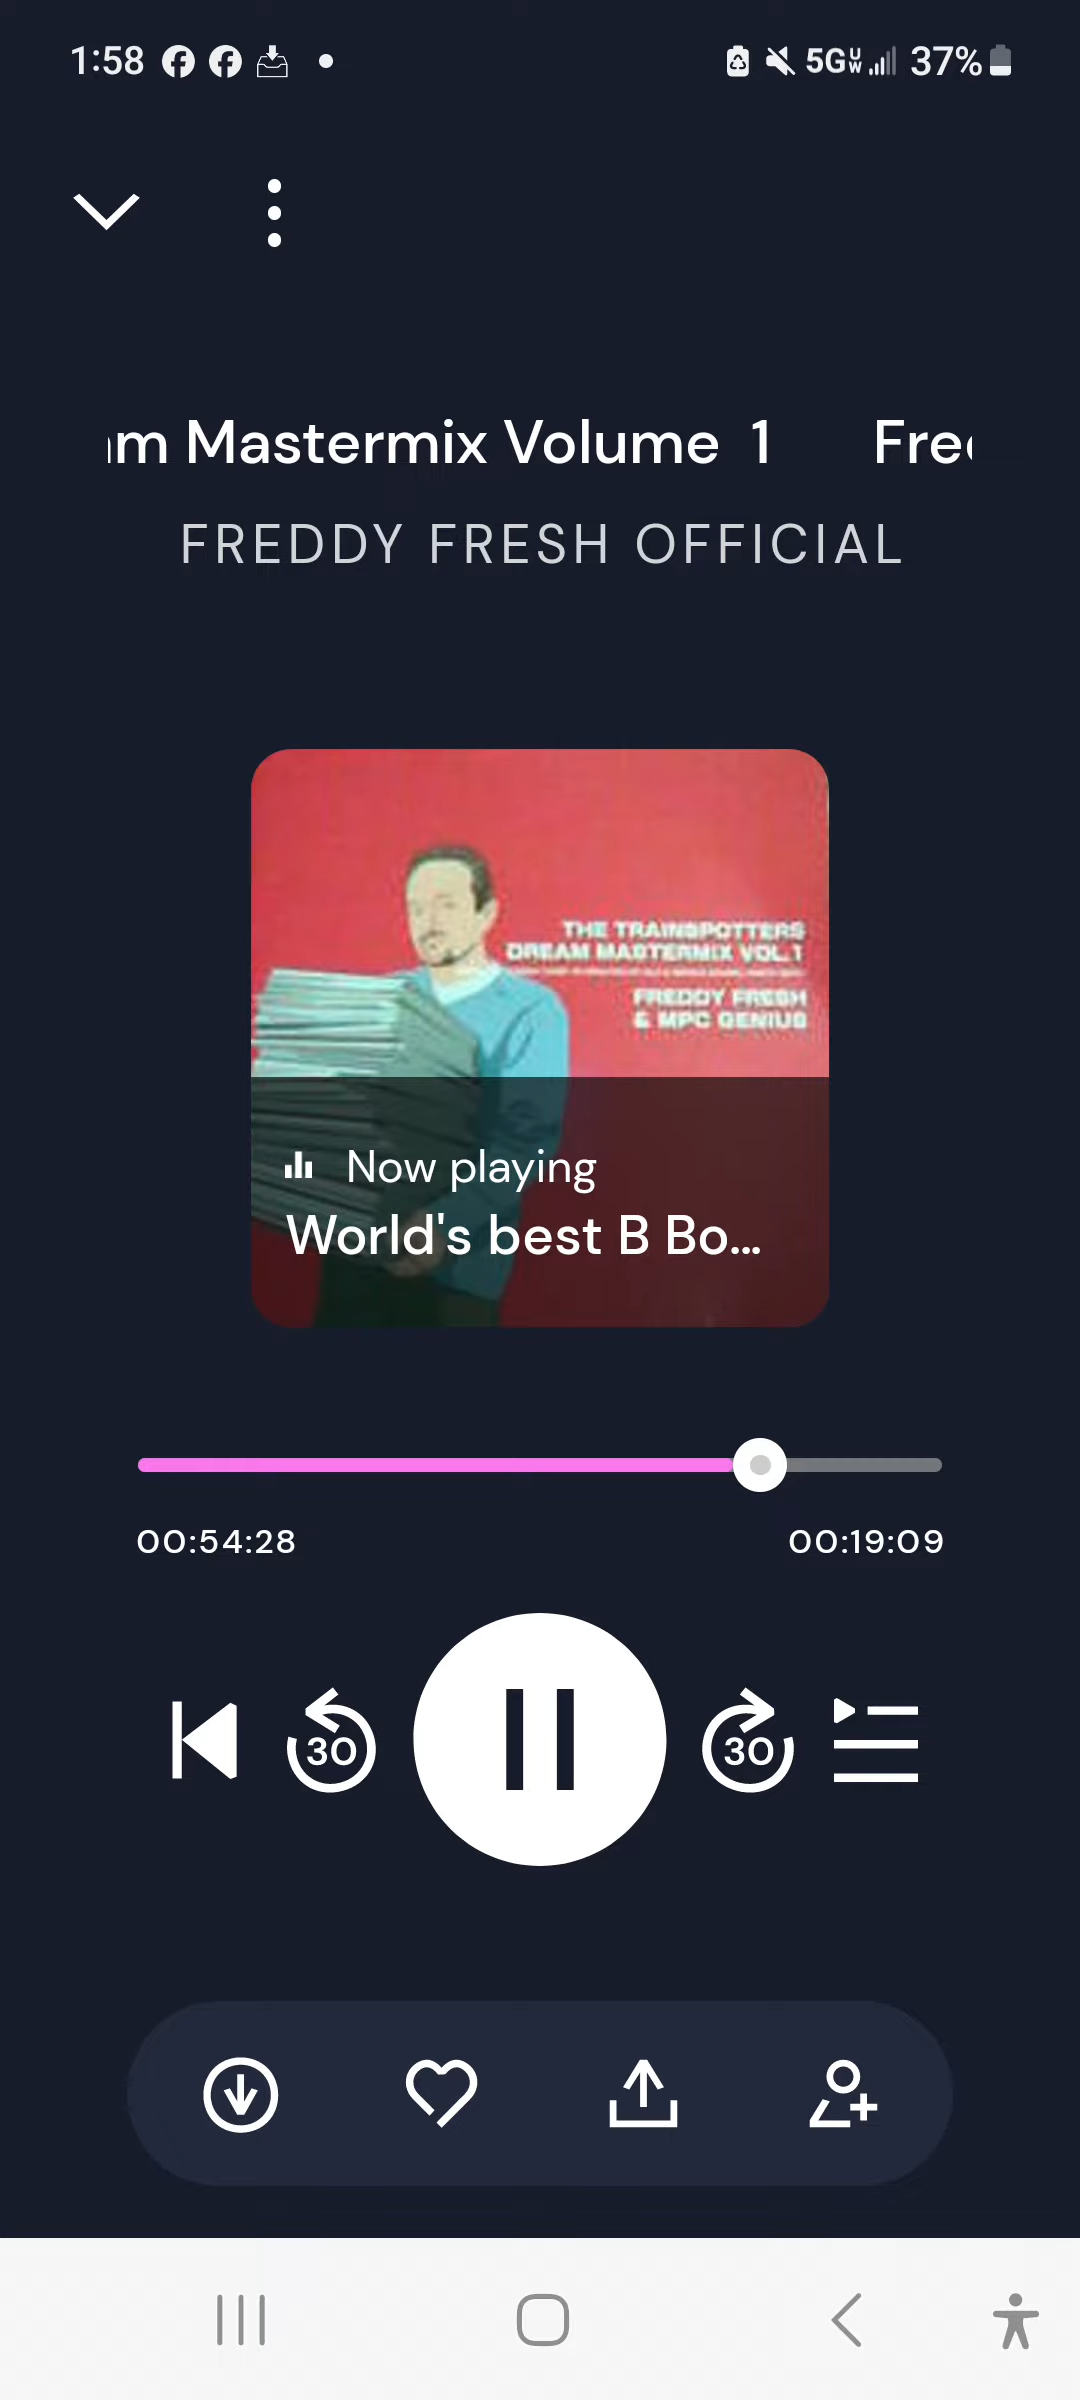 1:58 5G UW 37%
m Mastermix Volume 1 Fre
FREDDY FRESH OFFICIAL
THE TRAINSPOTTERS
DREAM MASTERMIX VOL.1
FREDDY FRESH
& MPC GENIUS
Now playing
World's best B Bo...
00:54:28 00:19:09
30 30